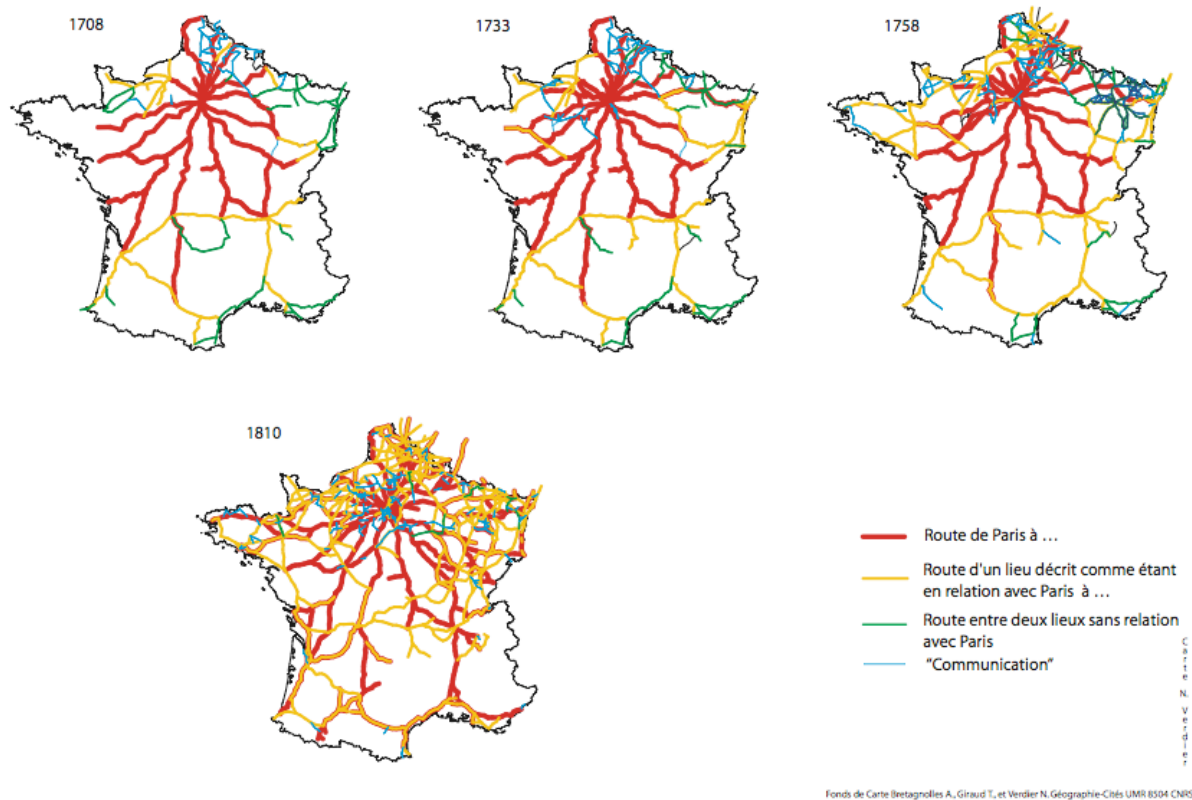 1708
1733
1758
1810
Route de Paris à ...
Route d'un lieu décrit comme étant
en relation avec Paris à ...
Route entre deux lieux sans relation
avec Paris
"Communication"
Carte N. Verdier
Fonds de Carte Bretagnolles A., Giraud T., et Verdier N. Géographie-Cités UMR 8504 CNRS